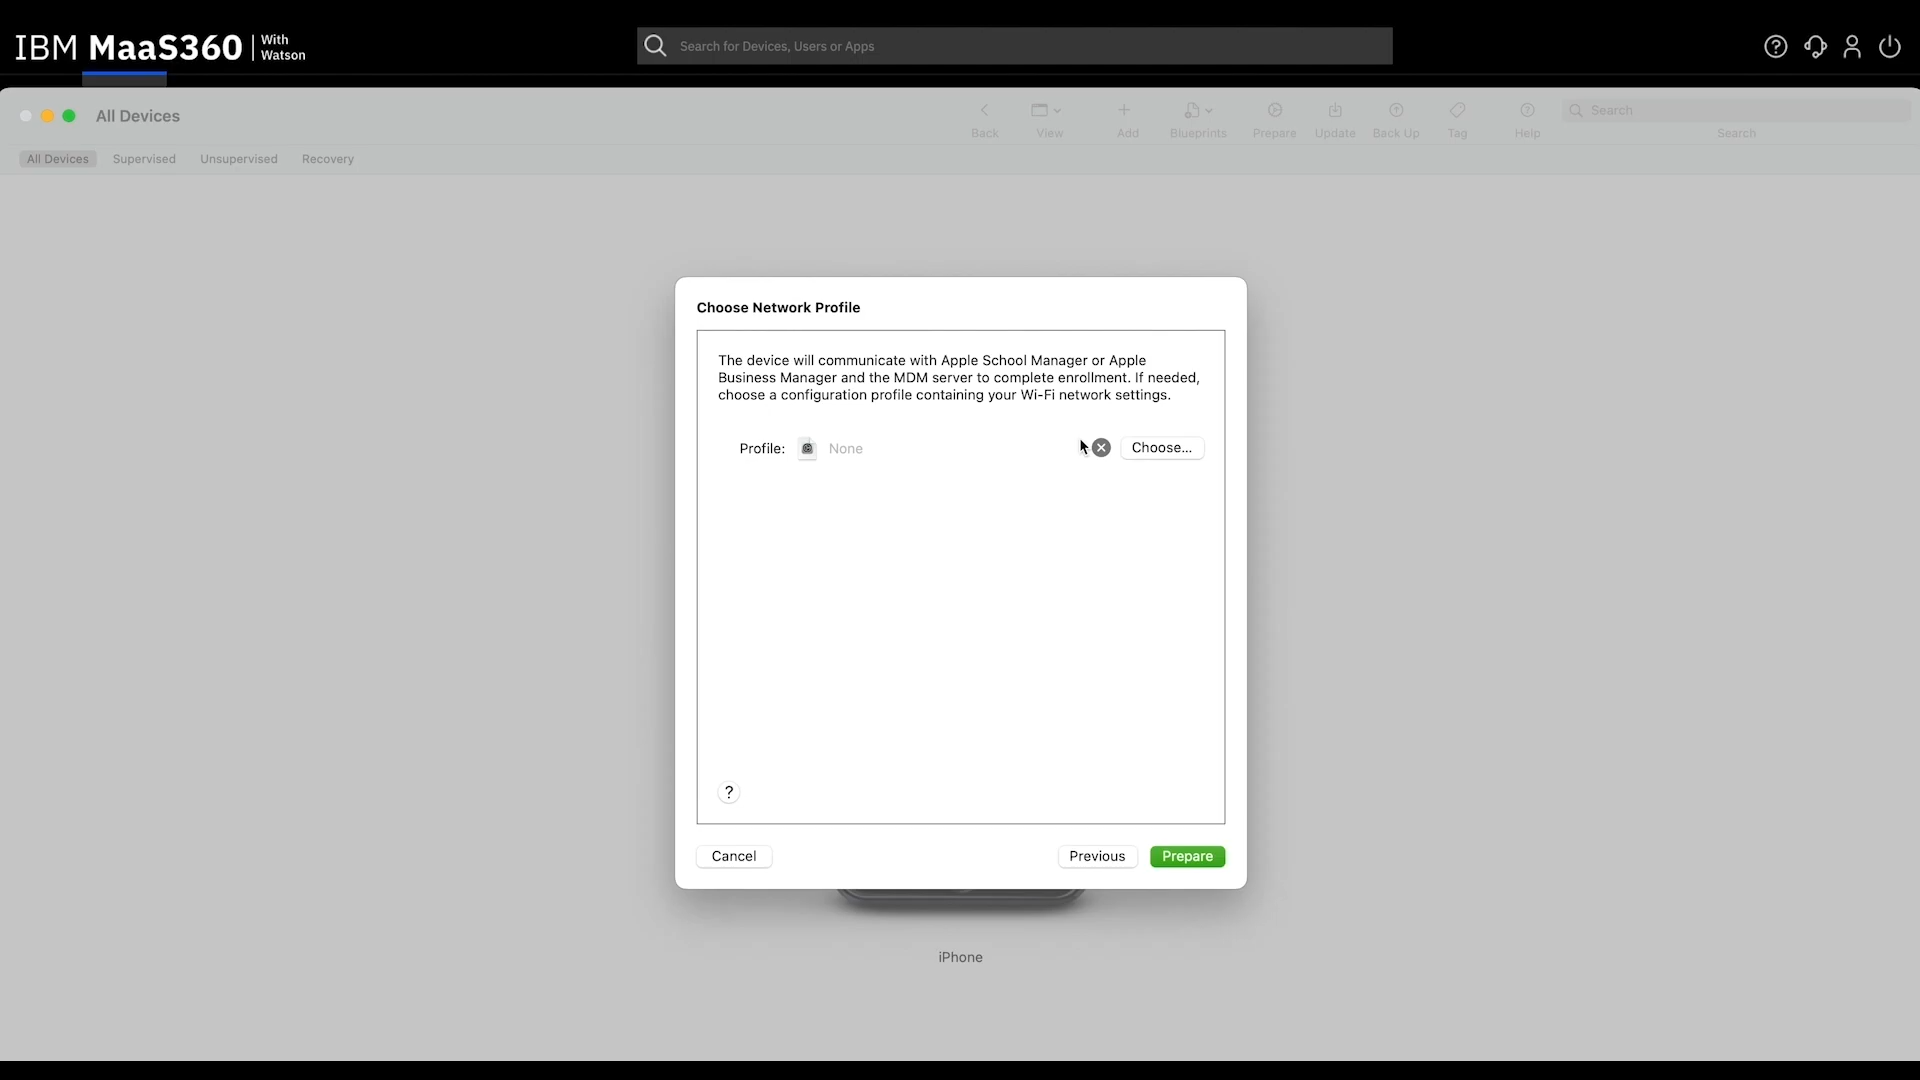 IBM MaaS360 With Watson
Search for Devices, Users or Apps
All Devices
Back
View
Add
Blueprints
Prepare
Update
Back Up
Tag
Help
Search
Search
All Devices
Supervised
Unsupervised
Recovery
Choose Network Profile
The device will communicate with Apple School Manager or Apple
Business Manager and the MDM server to complete enrollment. If needed,
choose a configuration profile containing your Wi-Fi network settings.
Profile: None Choose...
?
Cancel
Previous
Prepare
iPhone